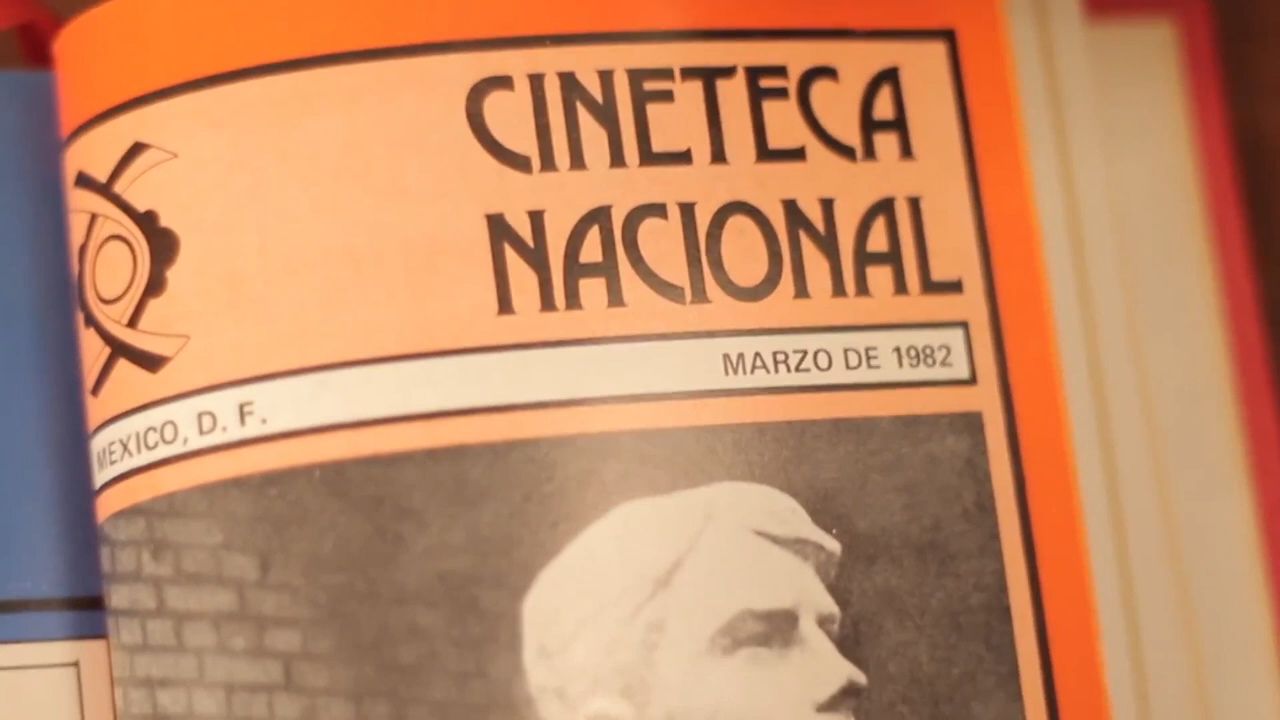 CINETECA
NACIONAL
MARZO DE 1982
MEXICO, D. F.